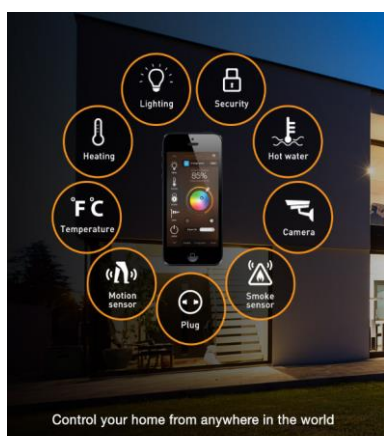 Lighting
Security
Heating
Hot water
°F°C
Temperature
Camera
Motion
sensor
Smoke
sensor
Plug
85%
Control your home from anywhere in the world